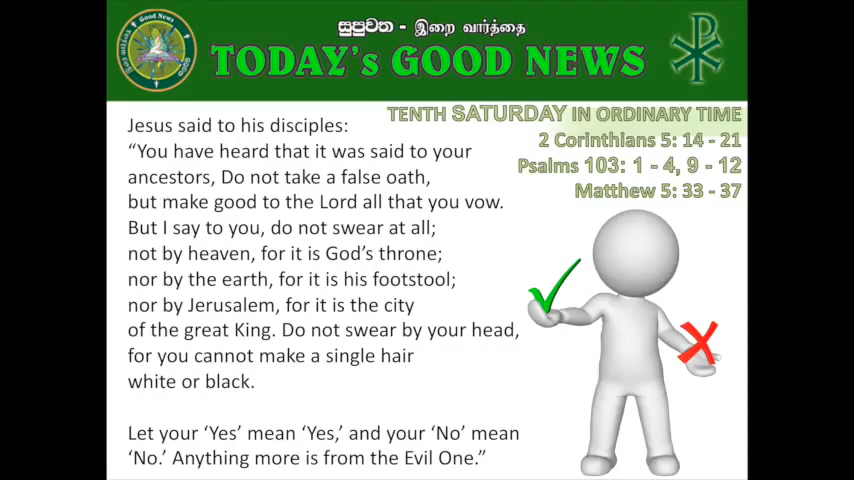 Good News
සුපුවත - இறை வார்த்தை
TODAY's GOOD NEWS
TENTH SATURDAY IN ORDINARY TIME
2 Corinthians 5: 14 - 21
Psalms 103: 1 - 4, 9 - 12
Matthew 5: 33 - 37
Jesus said to his disciples:
“You have heard that it was said to your
ancestors, Do not take a false oath,
but make good to the Lord all that you vow.
But I say to you, do not swear at all;
not by heaven, for it is God’s throne;
nor by the earth, for it is his footstool;
nor by Jerusalem, for it is the city
of the great King. Do not swear by your head,
for you cannot make a single hair
white or black.
Let your ‘Yes’ mean ‘Yes,’ and your ‘No’ mean
‘No.’ Anything more is from the Evil One.”